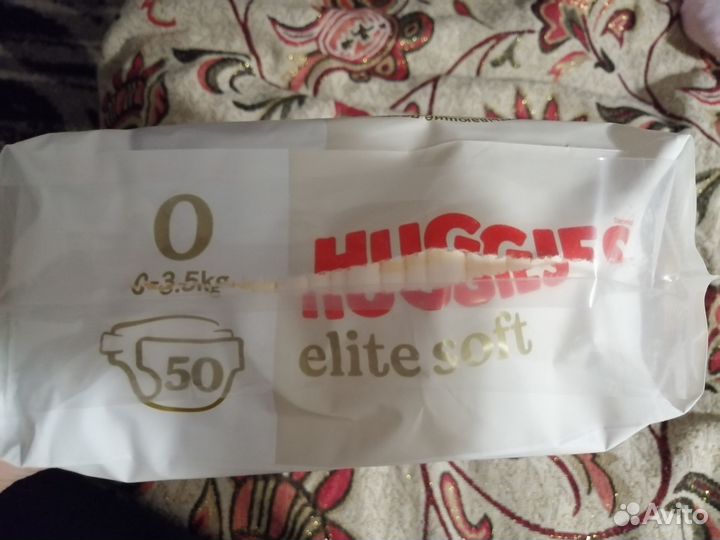 0
0-3.5kg
50
HUGGIES
elite soft
Avito